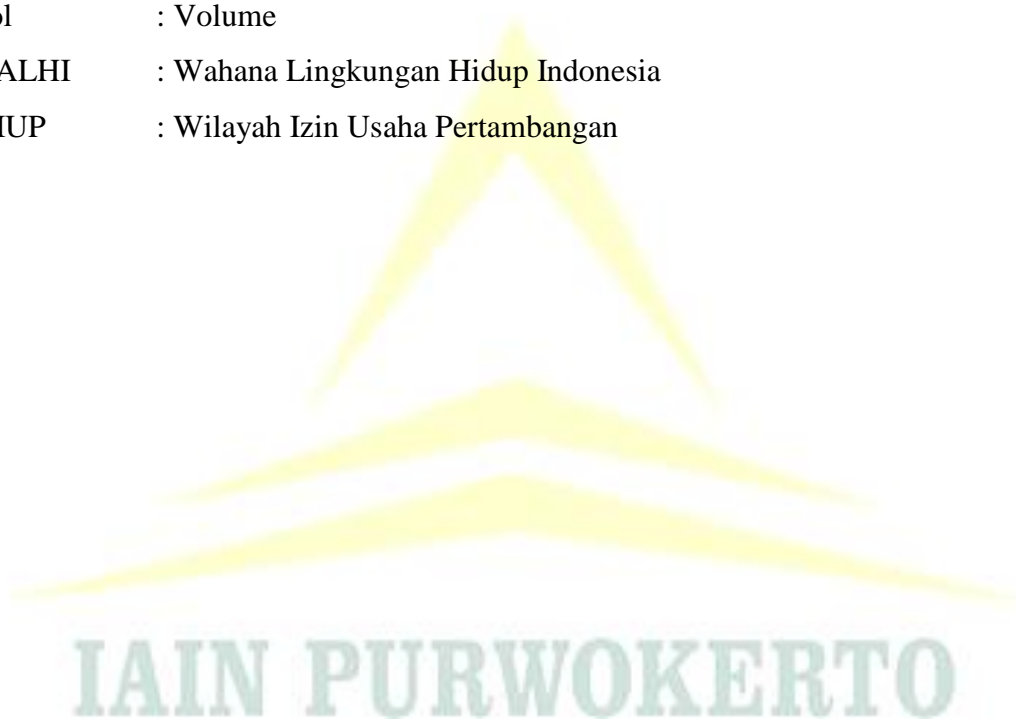 ol : Volume
ALHI : Wahana Lingkungan Hidup Indonesia
IUP : Wilayah Izin Usaha Pertambangan
IAIN PURWOKERTO